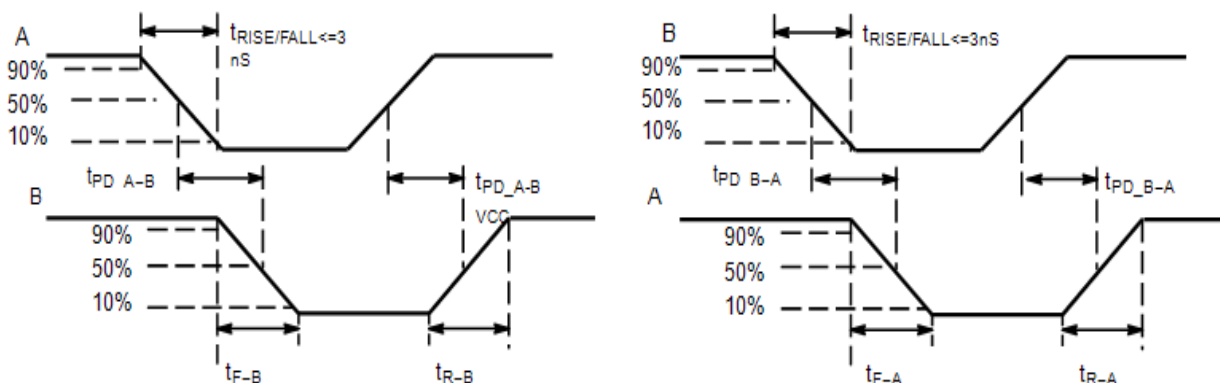 A
tRISE/FALL<=3
nS
90%
50%
10%
tPD A–B
tPD_A-B
B
VCC
90%
50%
10%
tF–B
tR–B
B
tRISE/FALL<=3nS
90%
50%
10%
tPD B–A
tPD_B–A
A
90%
50%
10%
tF–A
tR–A